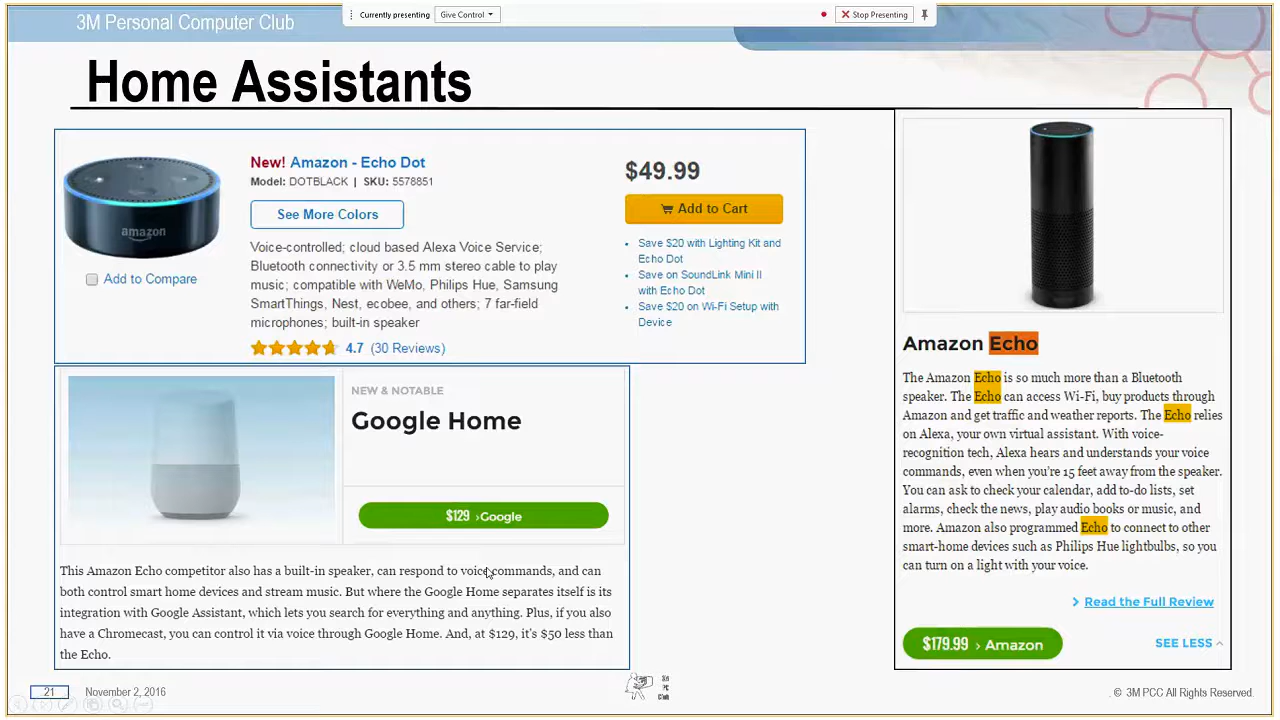 3M Personal Computer Club
Currently presenting
Give Control
Stop Presenting
Home Assistants
New! Amazon - Echo Dot
Model: DOTBLACK | SKU: 5578851
See More Colors
Voice-controlled; cloud based Alexa Voice Service;
Bluetooth connectivity or 3.5 mm stereo cable to play
music; compatible with WeMo, Philips Hue, Samsung
SmartThings, Nest, ecobee, and others; 7 far-field
microphones; built-in speaker
4.7 (30 Reviews)
amazon
Add to Compare
$49.99
Add to Cart
• Save $20 with Lighting Kit and
Echo Dot
• Save on SoundLink Mini II
with Echo Dot
• Save $20 on Wi-Fi Setup with
Device
NEW & NOTABLE
Google Home
$129 ›Google
This Amazon Echo competitor also has a built-in speaker, can respond to voice commands, and can
both control smart home devices and stream music. But where the Google Home separates itself is its
integration with Google Assistant, which lets you search for everything and anything. Plus, if you also
have a Chromecast, you can control it via voice through Google Home. And, at $129, it's $50 less than
the Echo.
Amazon Echo
The Amazon Echo is so much more than a Bluetooth
speaker. The Echo can access Wi-Fi, buy products through
Amazon and get traffic and weather reports. The Echo relies
on Alexa, your own virtual assistant. With voice-
recognition tech, Alexa hears and understands your voice
commands, even when you're 15 feet away from the speaker.
You can ask to check your calendar, add to-do lists, set
alarms, check the news, play audio books or music, and
more. Amazon also programmed Echo to connect to other
smart-home devices such as Philips Hue lightbulbs, so you
can turn on a light with your voice.
Read the Full Review
$179.99 › Amazon
SEE LESS
21
November 2, 2016
3M
PC
Club
. © 3M PCC All Rights Reserved.